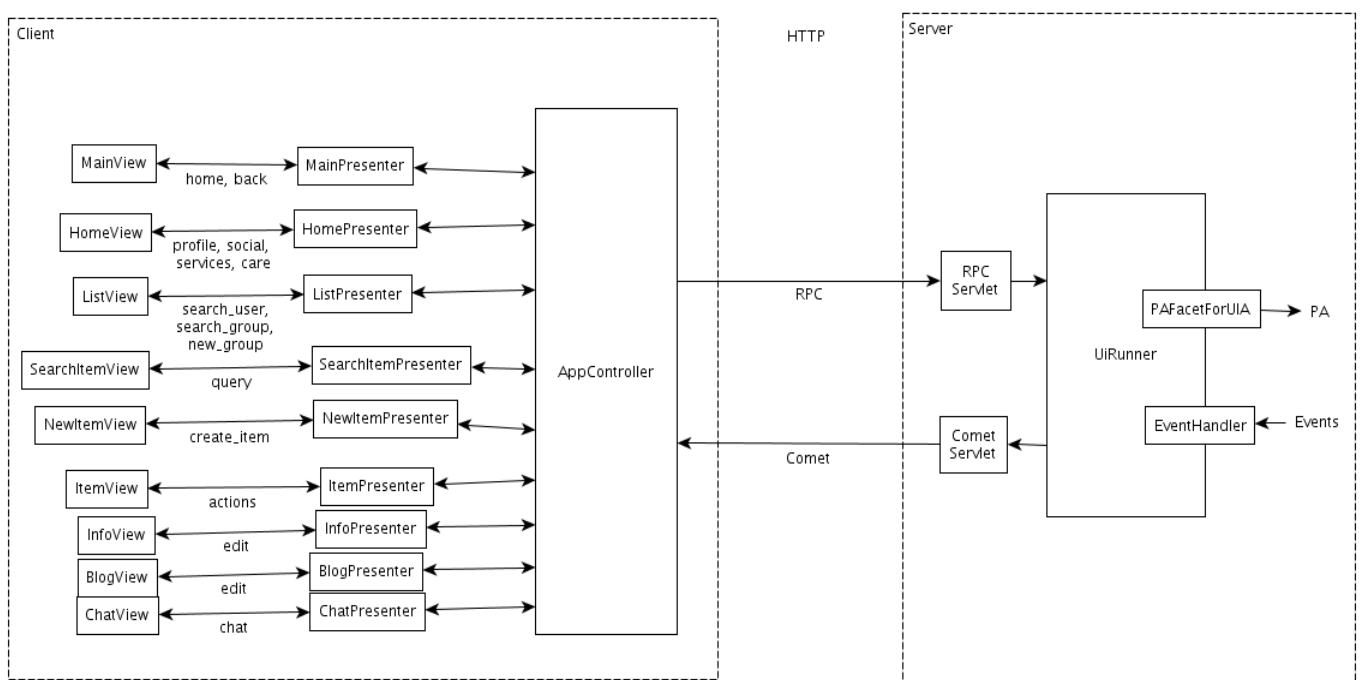 Client
HTTP
Server
MainView
home, back
MainPresenter
HomeView
profile, social,
services, care
HomePresenter
ListView
search_user,
search_group,
new_group
ListPresenter
SearchItemView
query
SearchItemPresenter
NewItemView
create_item
NewItemPresenter
ItemView
actions
ItemPresenter
InfoView
edit
InfoPresenter
BlogView
edit
BlogPresenter
ChatView
chat
ChatPresenter
AppController
RPC
Comet
RPC
Servlet
Comet
Servlet
UiRunner
PAFacetForUIA
PA
EventHandler
Events